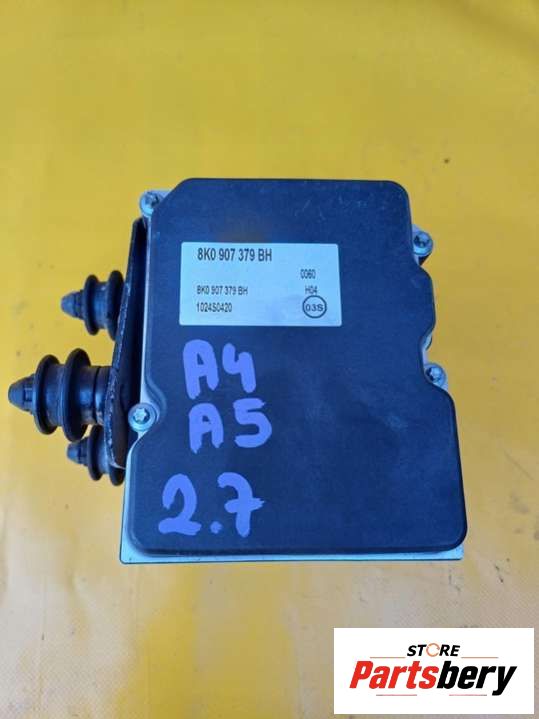 8K0 907 379 BH
0060
8K0 907 379 BH H04
1024S0420 03S
A4
A5
2.7
STORE
Partsbery